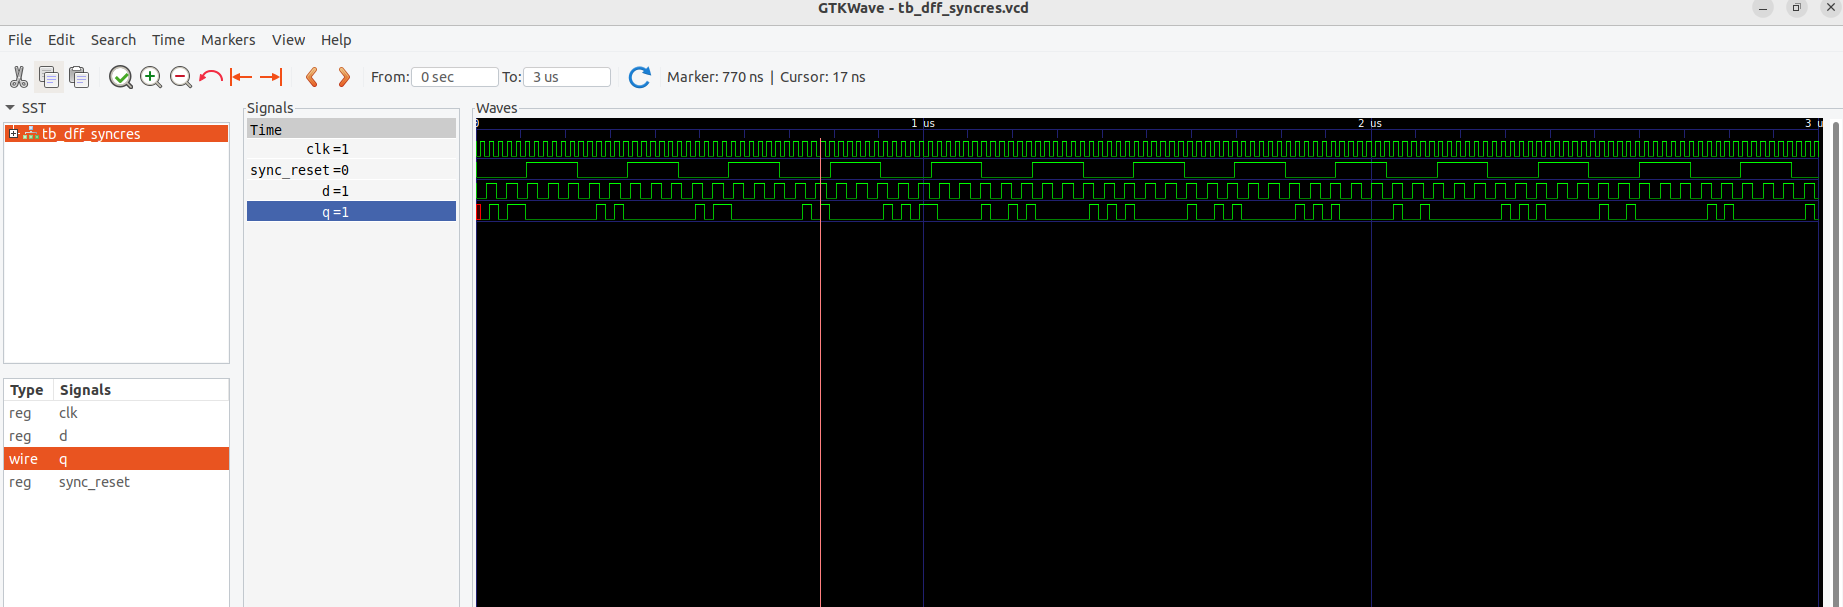 GTKWave - tb_dff_syncres.vcd
File Edit Search Time Markers View Help
From: 0 sec To: 3 us Marker: 770 ns | Cursor: 17 ns
SST
tb_dff_syncres
Type Signals
reg clk
reg d
wire q
reg sync_reset
Signals
Time
clk =1
sync_reset =0
d =1
q =1
Waves
0 1 us 2 us 3 u